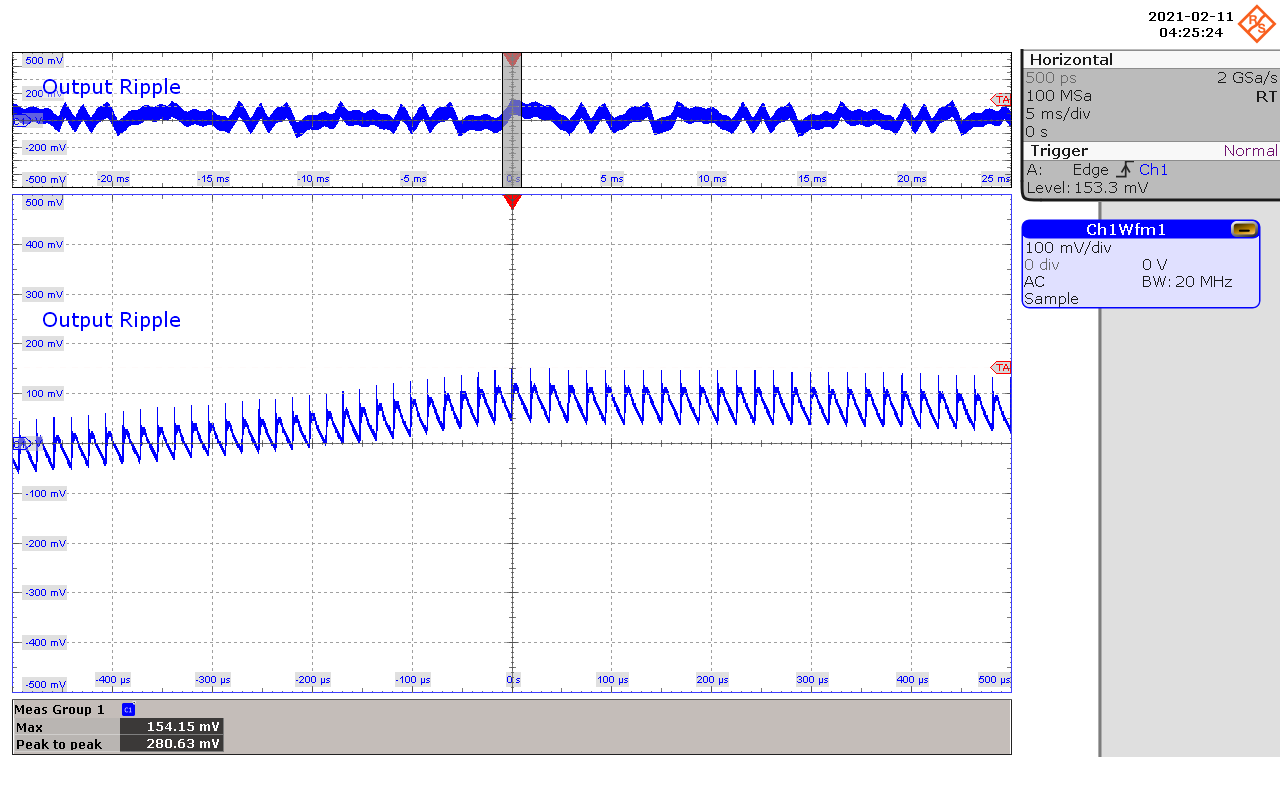 2021-02-11
04:25:24
R S
Horizontal
500 ps 2 GSa/s
100 MSa RT
5 ms/div
0 s
Trigger Normal
A: Edge Ch1
Level: 153.3 mV
Ch1Wfm1
100 mV/div
0 div 0 V
AC BW: 20 MHz
Sample
500 mV
Output Ripple
200 mV
TA
-200 mV
-500 mV -20 ms -15 ms -10 ms -5 ms 0 s 5 ms 10 ms 15 ms 20 ms 25 ms
500 mV
400 mV
300 mV
Output Ripple
200 mV
TA
100 mV
-100 mV
-200 mV
-300 mV
-400 mV
-500 mV -400 µs -300 µs -200 µs -100 µs 0 s 100 µs 200 µs 300 µs 400 µs 500 µs
Meas Group 1 C1
Max 154.15 mV
Peak to peak 280.63 mV